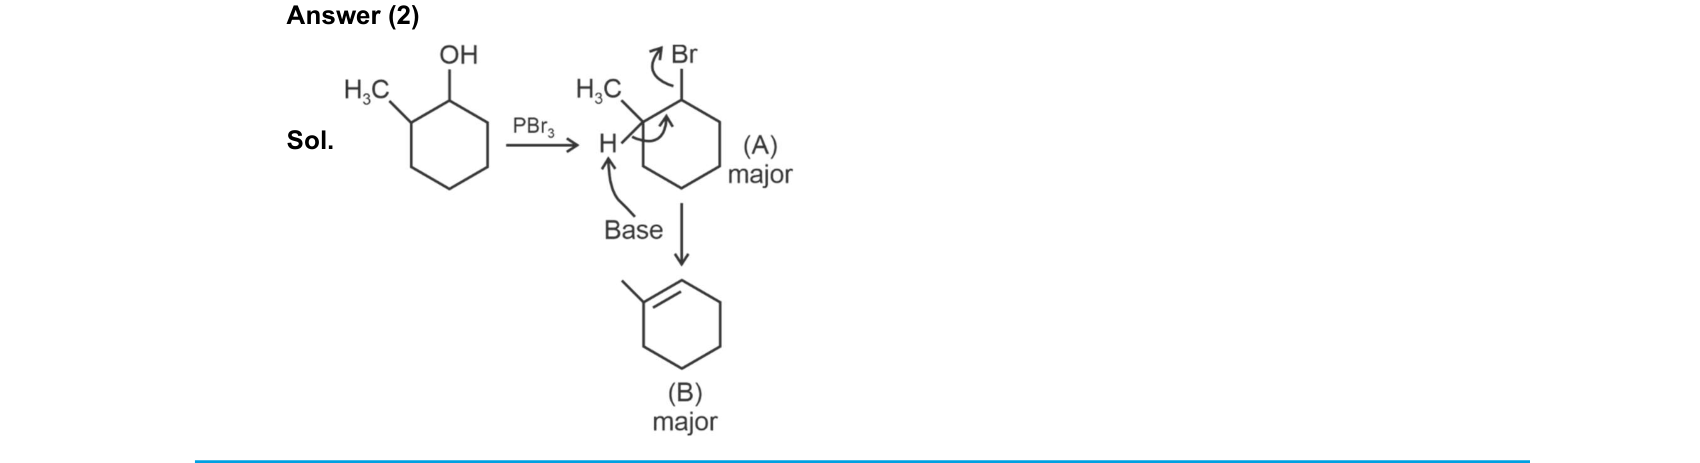 Answer (2)
OH
H₃C
Sol.
PBr₃
Br
H₃C
H
(A)
major
Base
(B)
major